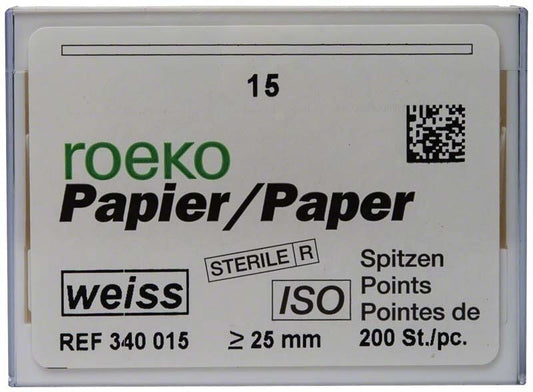 15
roeko
Papier/Paper
STERILE R
Spitzen
weiss
ISO
Points
Pointes de
REF 340 015
≥ 25 mm
200 St./pc.